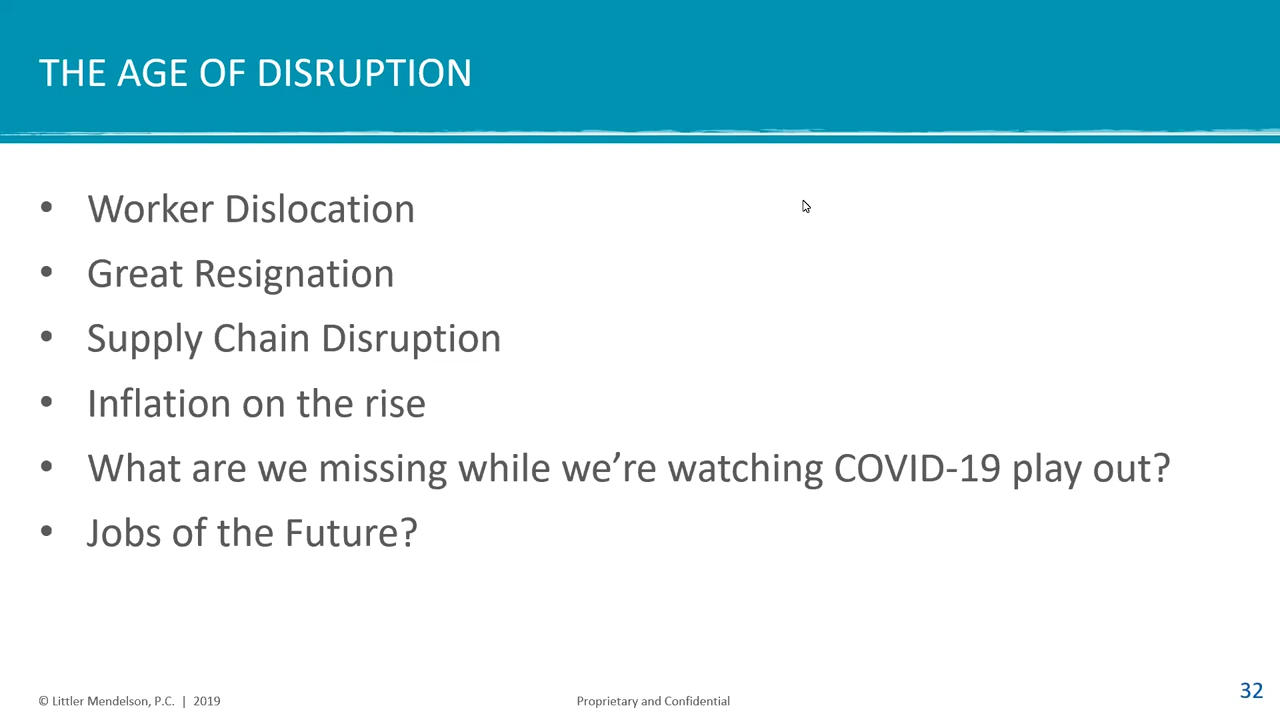 THE AGE OF DISRUPTION
• Worker Dislocation
• Great Resignation
• Supply Chain Disruption
• Inflation on the rise
• What are we missing while we’re watching COVID-19 play out?
• Jobs of the Future?
© Littler Mendelson, P.C. | 2019
Proprietary and Confidential
32